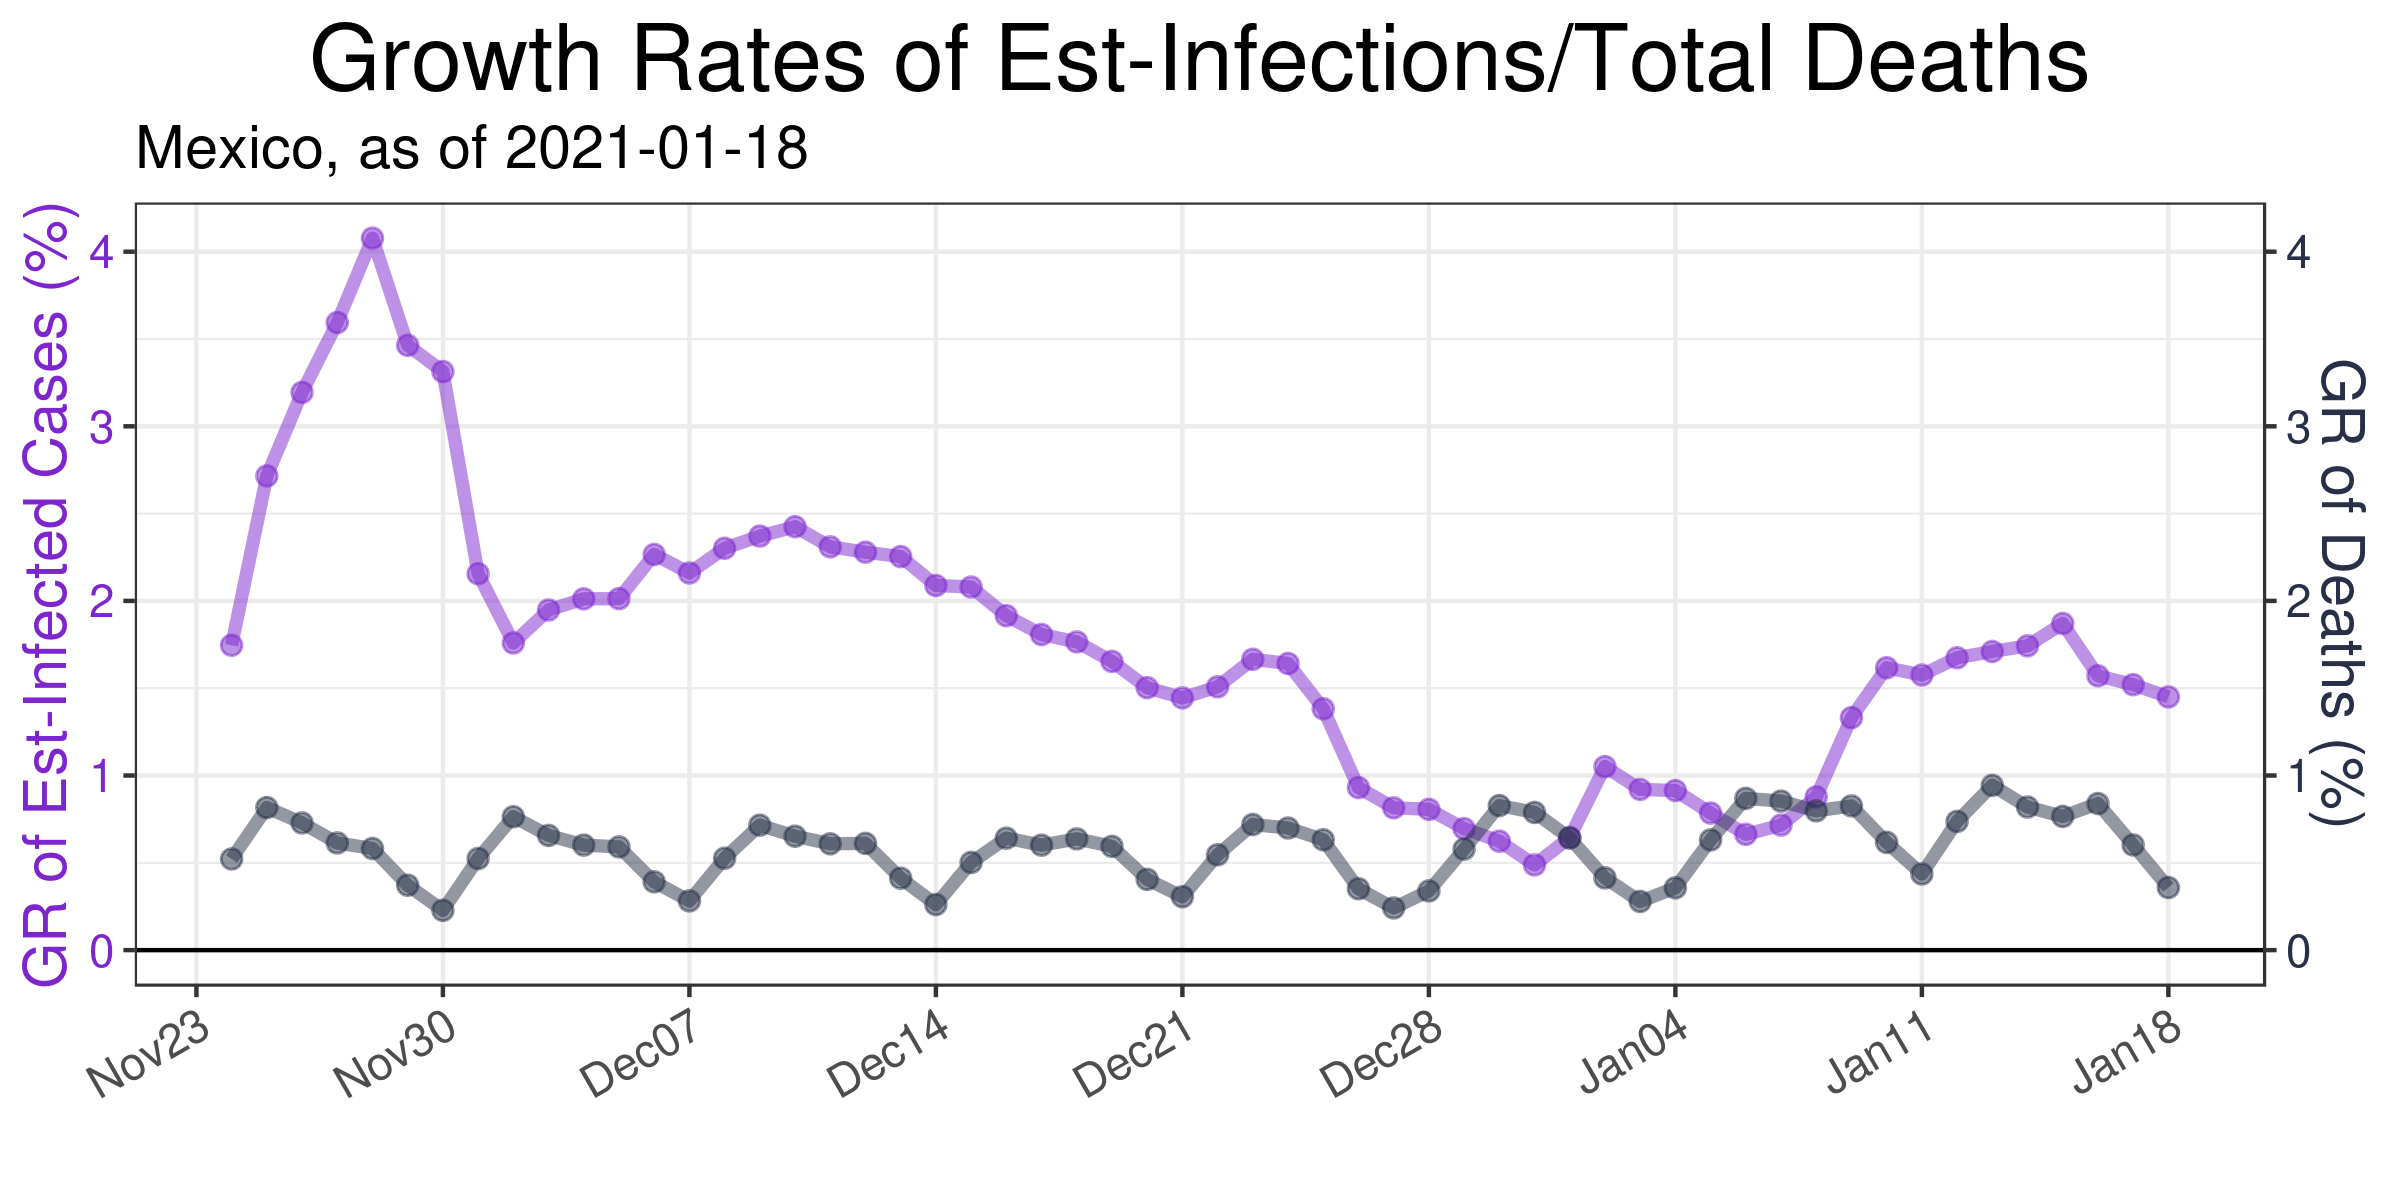 Growth Rates of Est-Infections/Total Deaths
Mexico, as of 2021-01-18
GR of Est-Infected Cases (%)
4
3
2
1
0
4
3
2
1
0
GR of Deaths (%)
Nov23
Nov30
Dec07
Dec14
Dec21
Dec28
Jan04
Jan11
Jan18